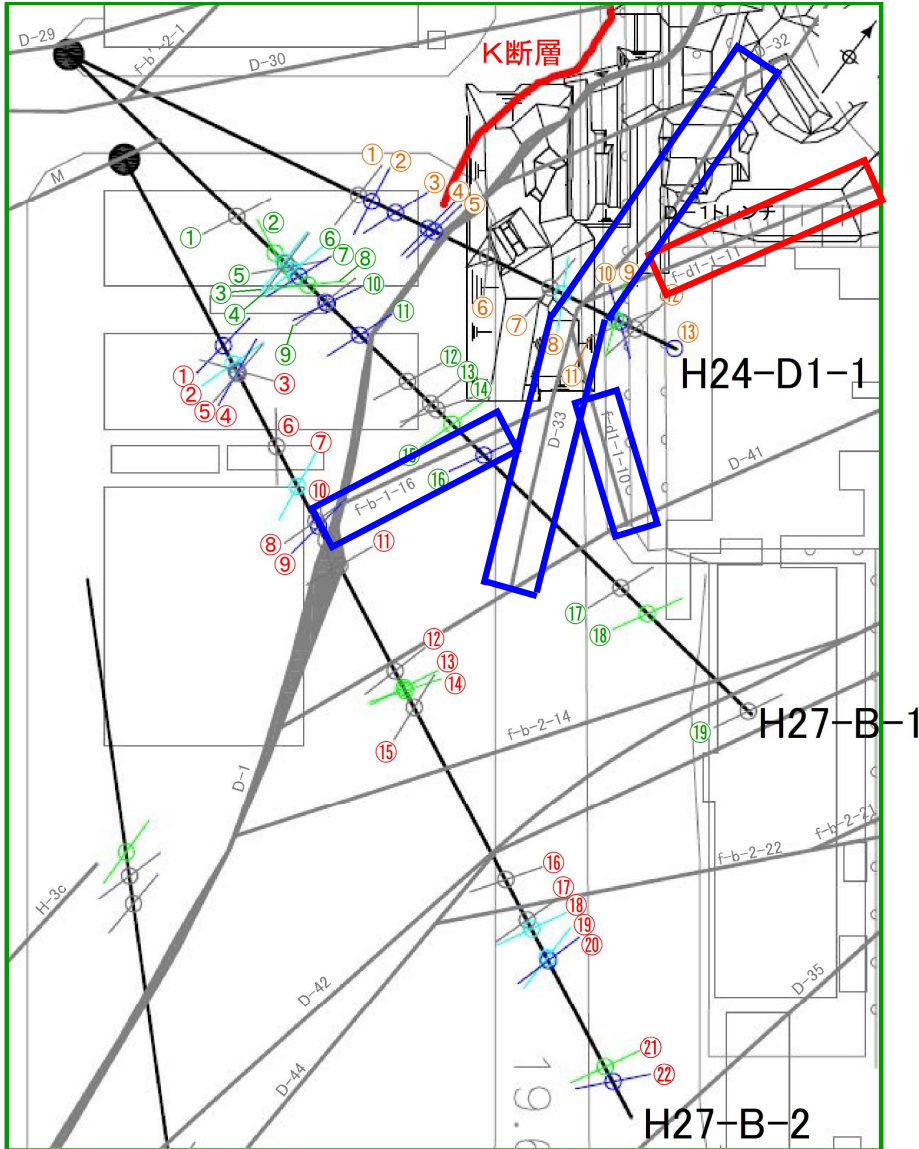 D-29
f-b'-2-1
D-30
K断層
D-32
M
①
②
③
④
⑤
①
②
⑥
⑤
⑦
⑧
③
④
⑩
⑨
⑪
D-1トレンチ
f-d1-1-11
⑥
⑦
⑧
⑩
⑨
⑫
⑪
⑬
H24-D1-1
①
②
③
⑤
④
⑥
⑦
⑩
⑧
⑨
⑪
⑫
⑬
⑭
⑮
⑯
f-b-1-16
D-33
f-d1-1-10
D-41
⑰
⑱
⑲
H27-B-1
⑫
⑬
⑭
⑮
f-b-2-14
D-1
f-b-2-21
f-b-2-22
H-3c
⑯
⑰
⑱
⑲
⑳
D-42
D-35
D-44
㉑
㉒
19.6
H27-B-2